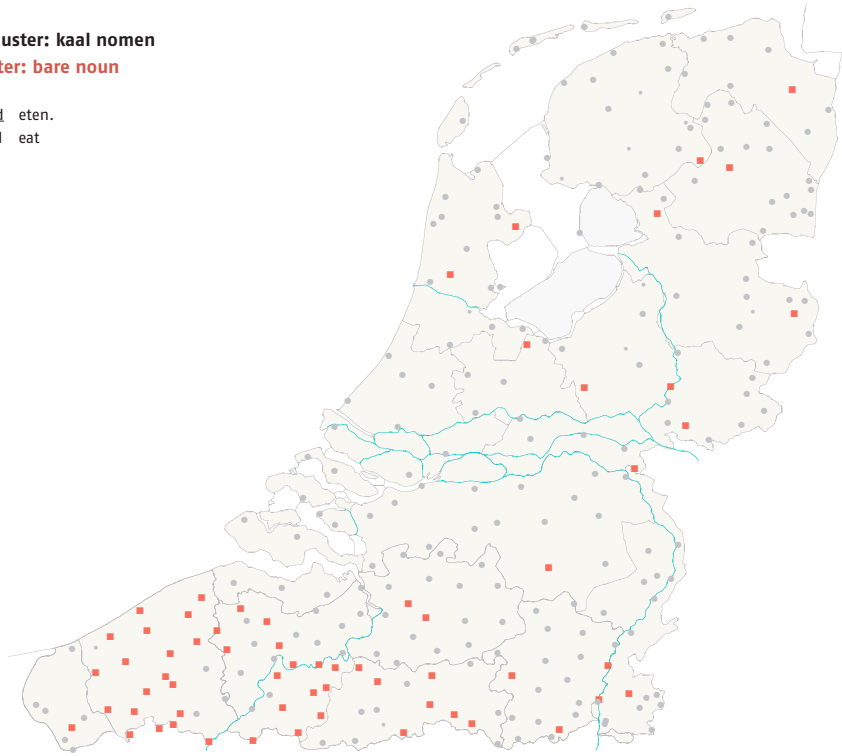 uster: kaal nomen
ter: bare noun
d eten.
l eat